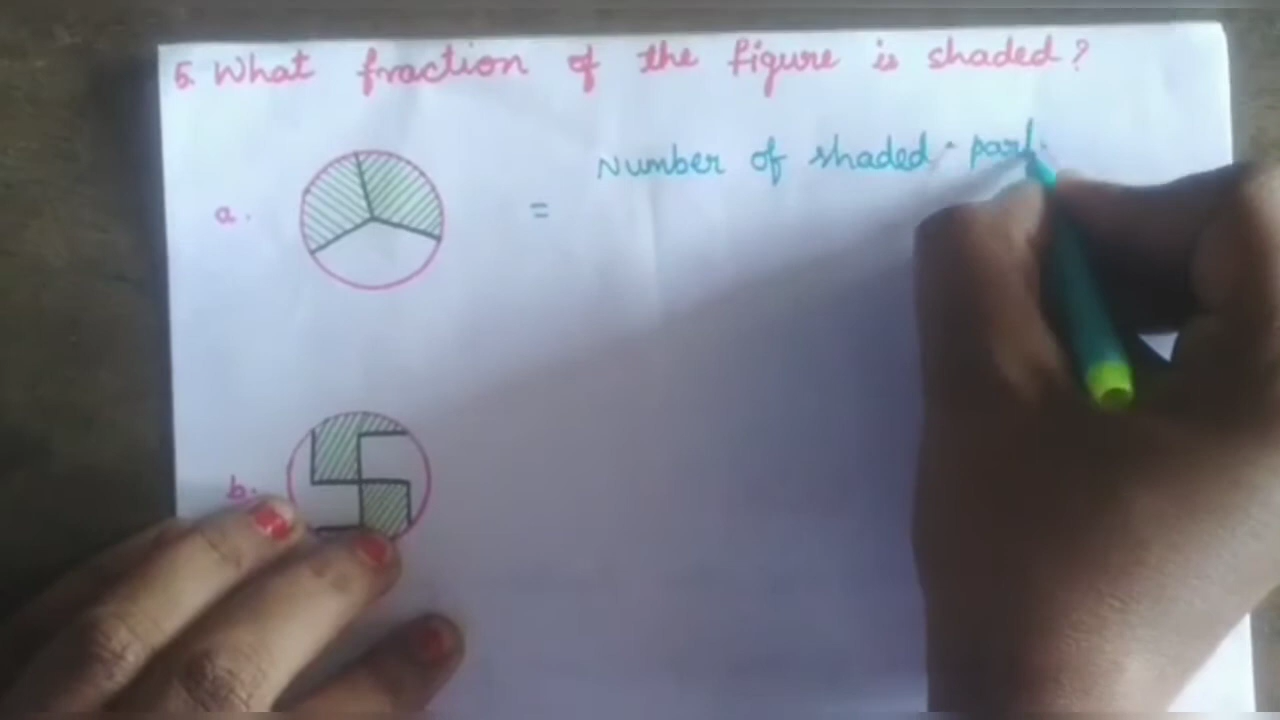 5. What fraction of the figure is shaded?
Number of shaded part
a. =
b.